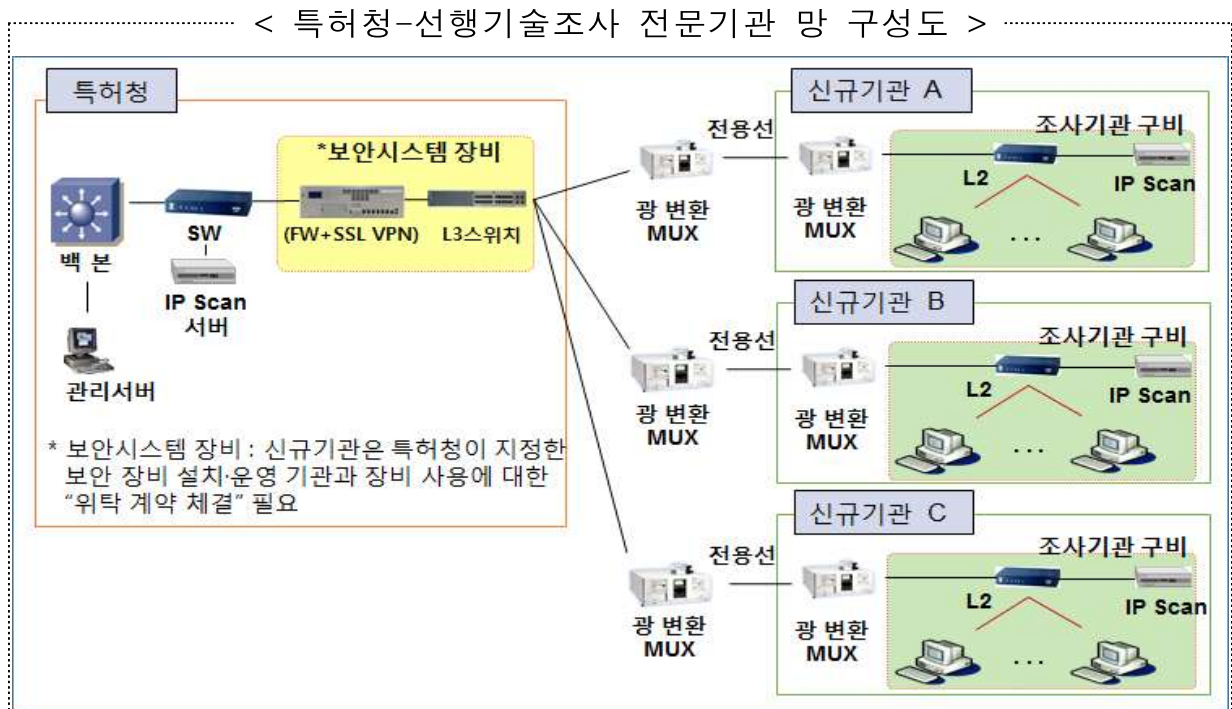 < 특허청-선행기술조사 전문기관 망 구성도 >
특허청
*보안시스템 장비
백 본
SW
(FW+SSL VPN)
L3스위치
IP Scan
서버
관리서버
* 보안시스템 장비 : 신규기관은 특허청이 지정한
보안 장비 설치·운영 기관과 장비 사용에 대한
“위탁 계약 체결” 필요
광 변환
MUX
전용선
신규기관 A
광 변환
MUX
조사기관 구비
L2
IP Scan
...
광 변환
MUX
전용선
신규기관 B
광 변환
MUX
조사기관 구비
L2
IP Scan
...
광 변환
MUX
전용선
신규기관 C
광 변환
MUX
조사기관 구비
L2
IP Scan
...